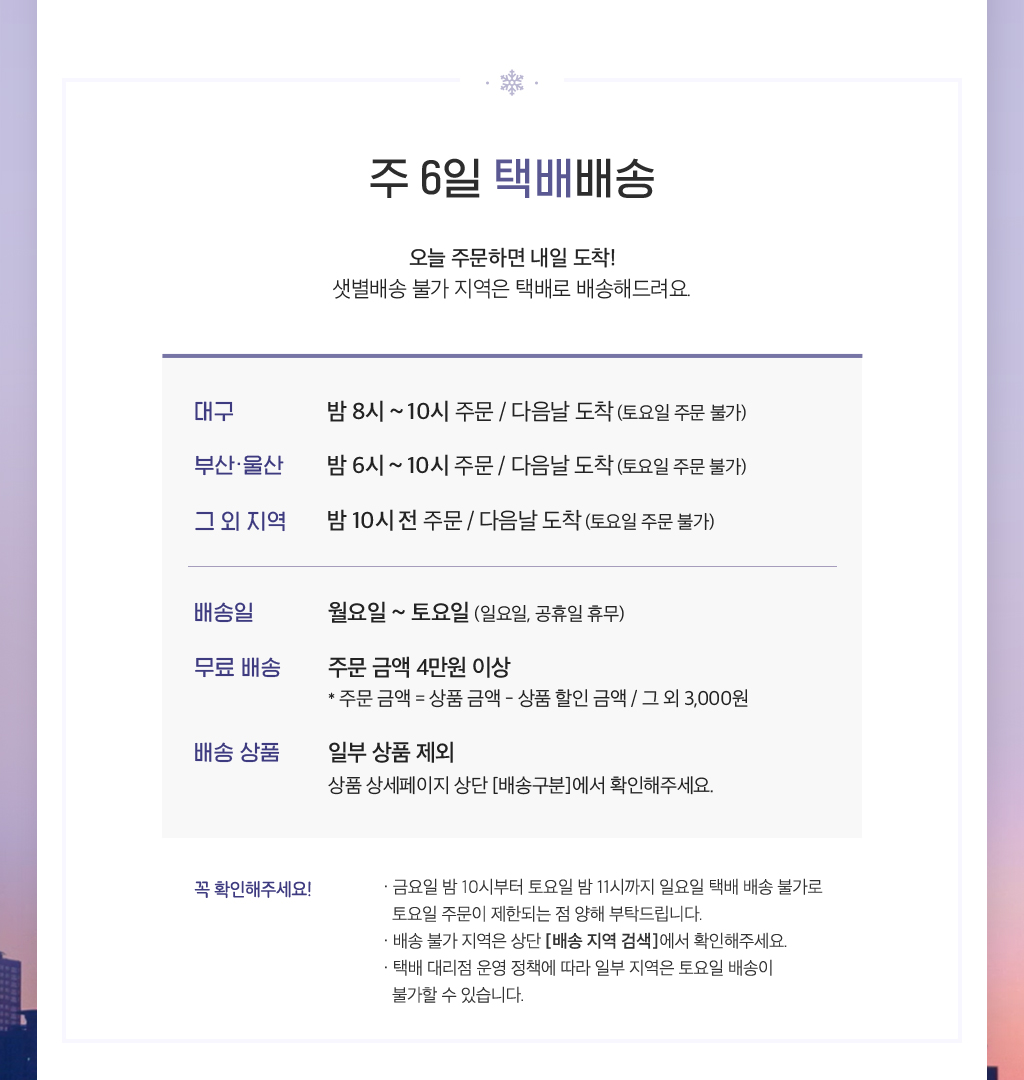 주 6일 택배배송
오늘 주문하면 내일 도착!
샛별배송 불가 지역은 택배로 배송해드려요.
대구 밤 8시 ~ 10시 주문 / 다음날 도착 (토요일 주문 불가)
부산·울산 밤 6시 ~ 10시 주문 / 다음날 도착 (토요일 주문 불가)
그 외 지역 밤 10시 전 주문 / 다음날 도착 (토요일 주문 불가)
배송일 월요일 ~ 토요일 (일요일, 공휴일 휴무)
무료 배송 주문 금액 4만원 이상
* 주문 금액 = 상품 금액 - 상품 할인 금액 / 그 외 3,000원
배송 상품 일부 상품 제외
상품 상세페이지 상단 [배송구분]에서 확인해주세요.
꼭 확인해주세요! · 금요일 밤 10시부터 토요일 밤 11시까지 일요일 택배 배송 불가로
토요일 주문이 제한되는 점 양해 부탁드립니다.
· 배송 불가 지역은 상단 [배송 지역 검색]에서 확인해주세요.
· 택배 대리점 운영 정책에 따라 일부 지역은 토요일 배송이
불가할 수 있습니다.